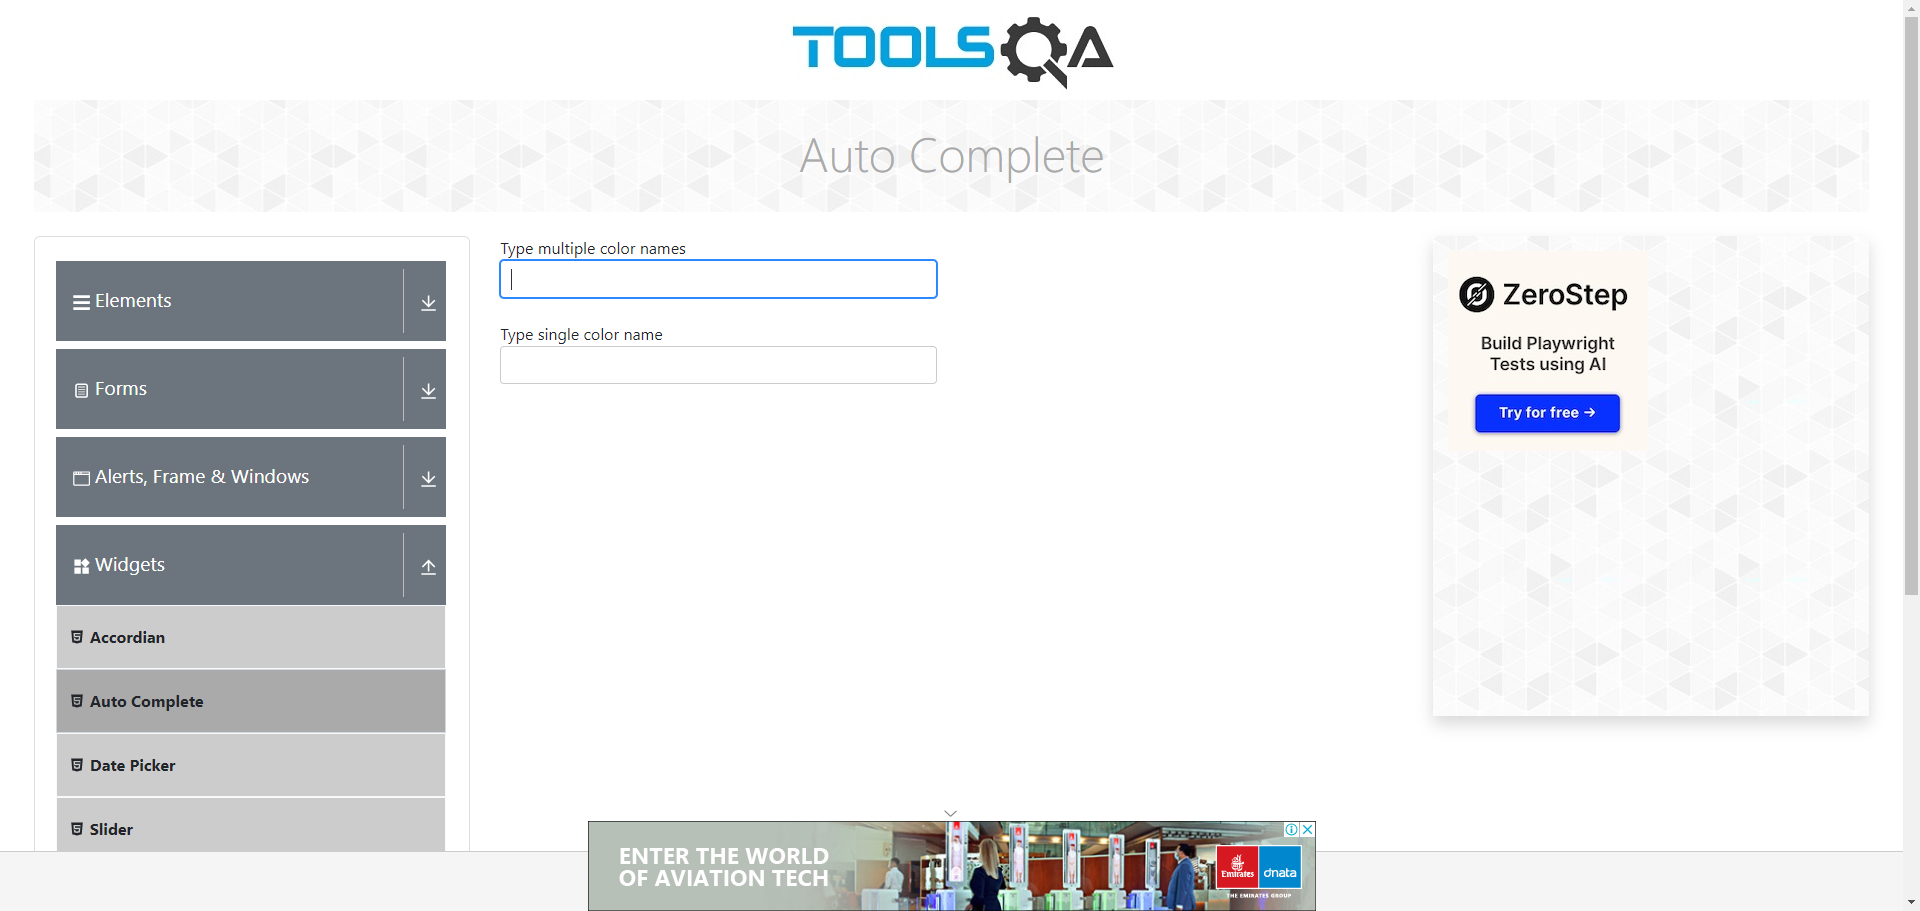 TOOLSQA
Auto Complete
Elements
Forms
Alerts, Frame & Windows
Widgets
Accordian
Auto Complete
Date Picker
Slider
Type multiple color names
Type single color name
ZeroStep
Build Playwright
Tests using AI
Try for free →
ENTER THE WORLD
OF AVIATION TECH
Emirates
dnata
THE EMIRATES GROUP